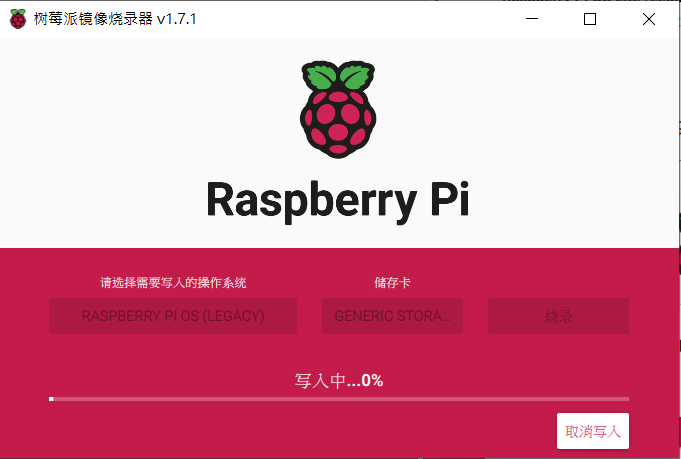 树莓派镜像烧录器 v1.7.1
Raspberry Pi
请选择需要写入的操作系统
储存卡
RASPBERRY PI OS (LEGACY)
GENERIC STORA...
烧录
写入中...0%
取消写入